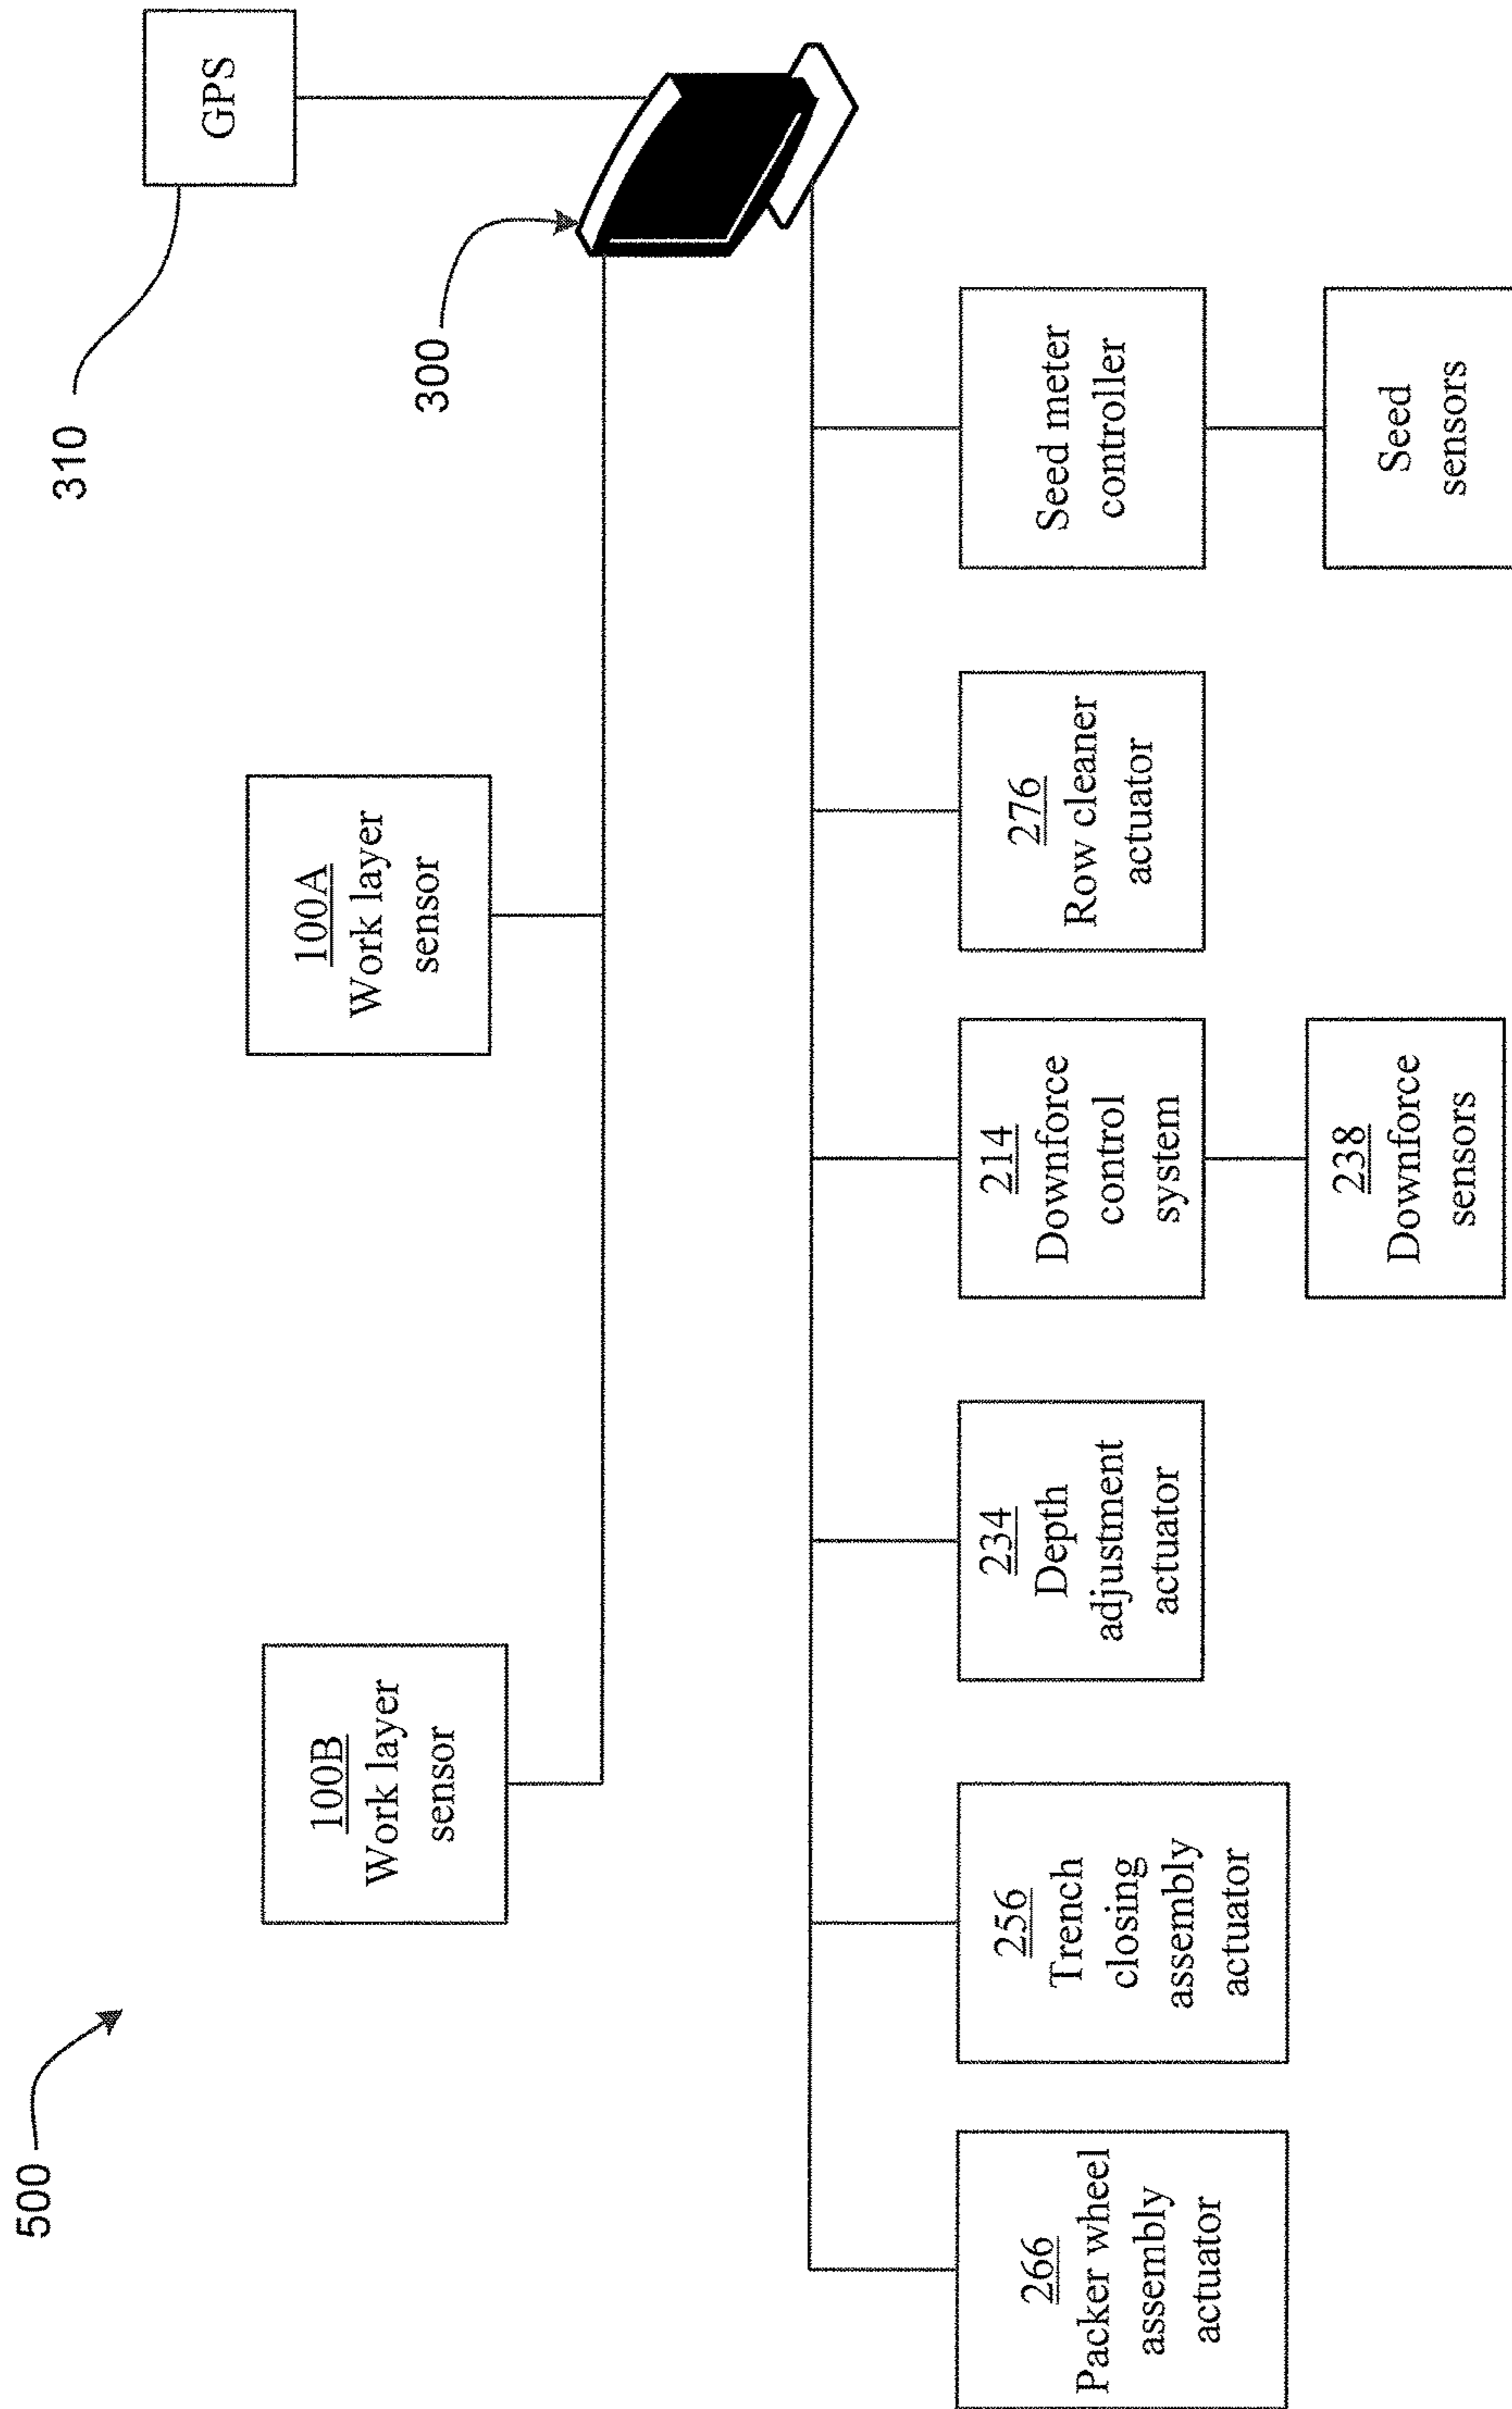 500
310
GPS
300
100B
Work layer
sensor
100A
Work layer
sensor
266
Packer wheel
assembly
actuator
256
Trench
closing
assembly
actuator
234
Depth
adjustment
actuator
214
Downforce
control
system
276
Row cleaner
actuator
Seed meter
controller
238
Downforce
sensors
Seed
sensors